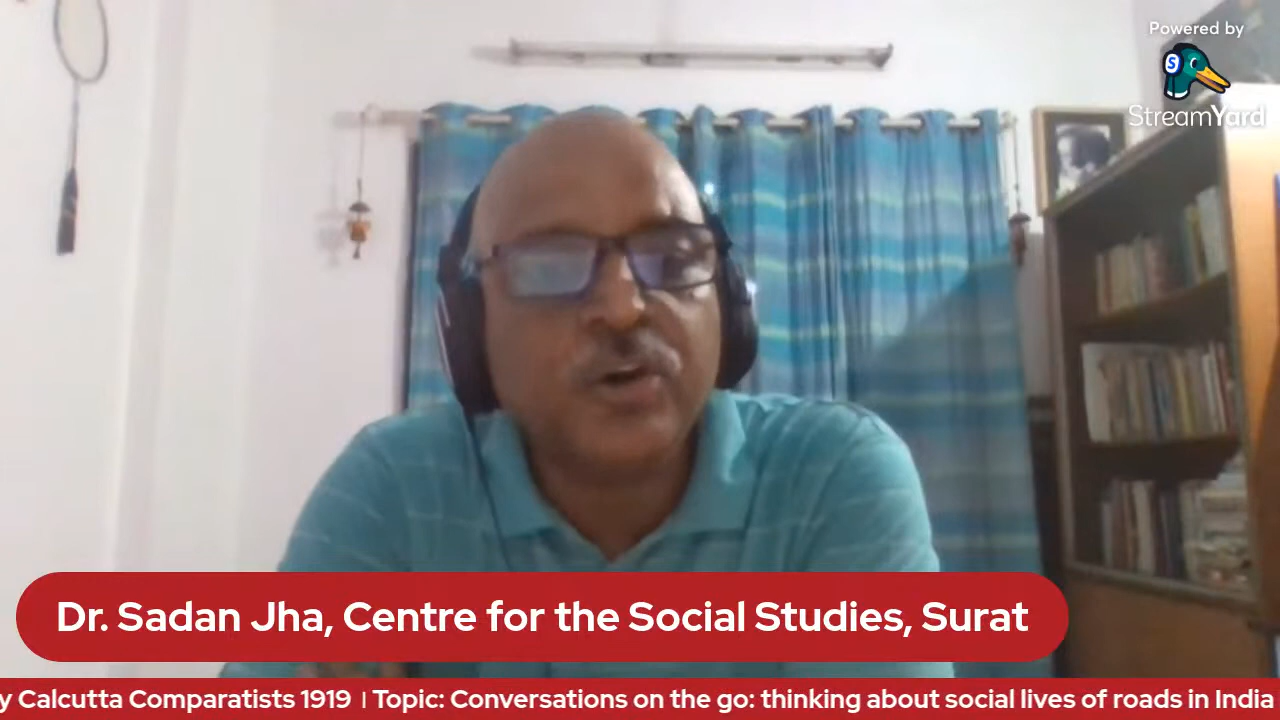 Powered by
S
StreamYard
Dr. Sadan Jha, Centre for the Social Studies, Surat
y Calcutta Comparatists 1919 | Topic: Conversations on the go: thinking about social lives of roads in India